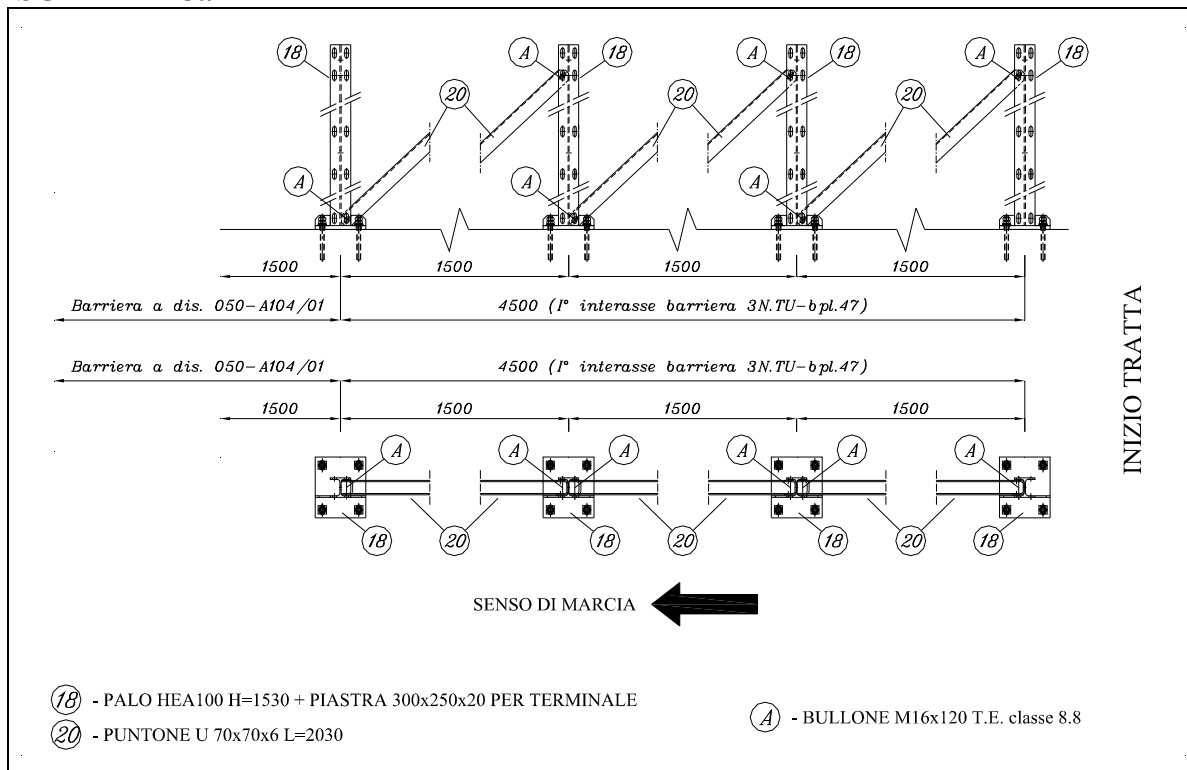 18 A 18 A 18 A 18
20 20 20
A A A
1500 1500 1500 1500
Barriera a dis. 050-A104/01 4500 (I° interasse barriera 3N.TU-bpl.47)
Barriera a dis. 050-A104/01 4500 (I° interasse barriera 3N.TU-bpl.47)
1500 1500 1500 1500
INIZIO TRATTA
A A A A A A
18 20 18 20 18 20 18
SENSO DI MARCIA
18 - PALO HEA100 H=1530 + PIASTRA 300x250x20 PER TERMINALE
20 - PUNTONE U 70x70x6 L=2030
A - BULLONE M16x120 T.E. classe 8.8